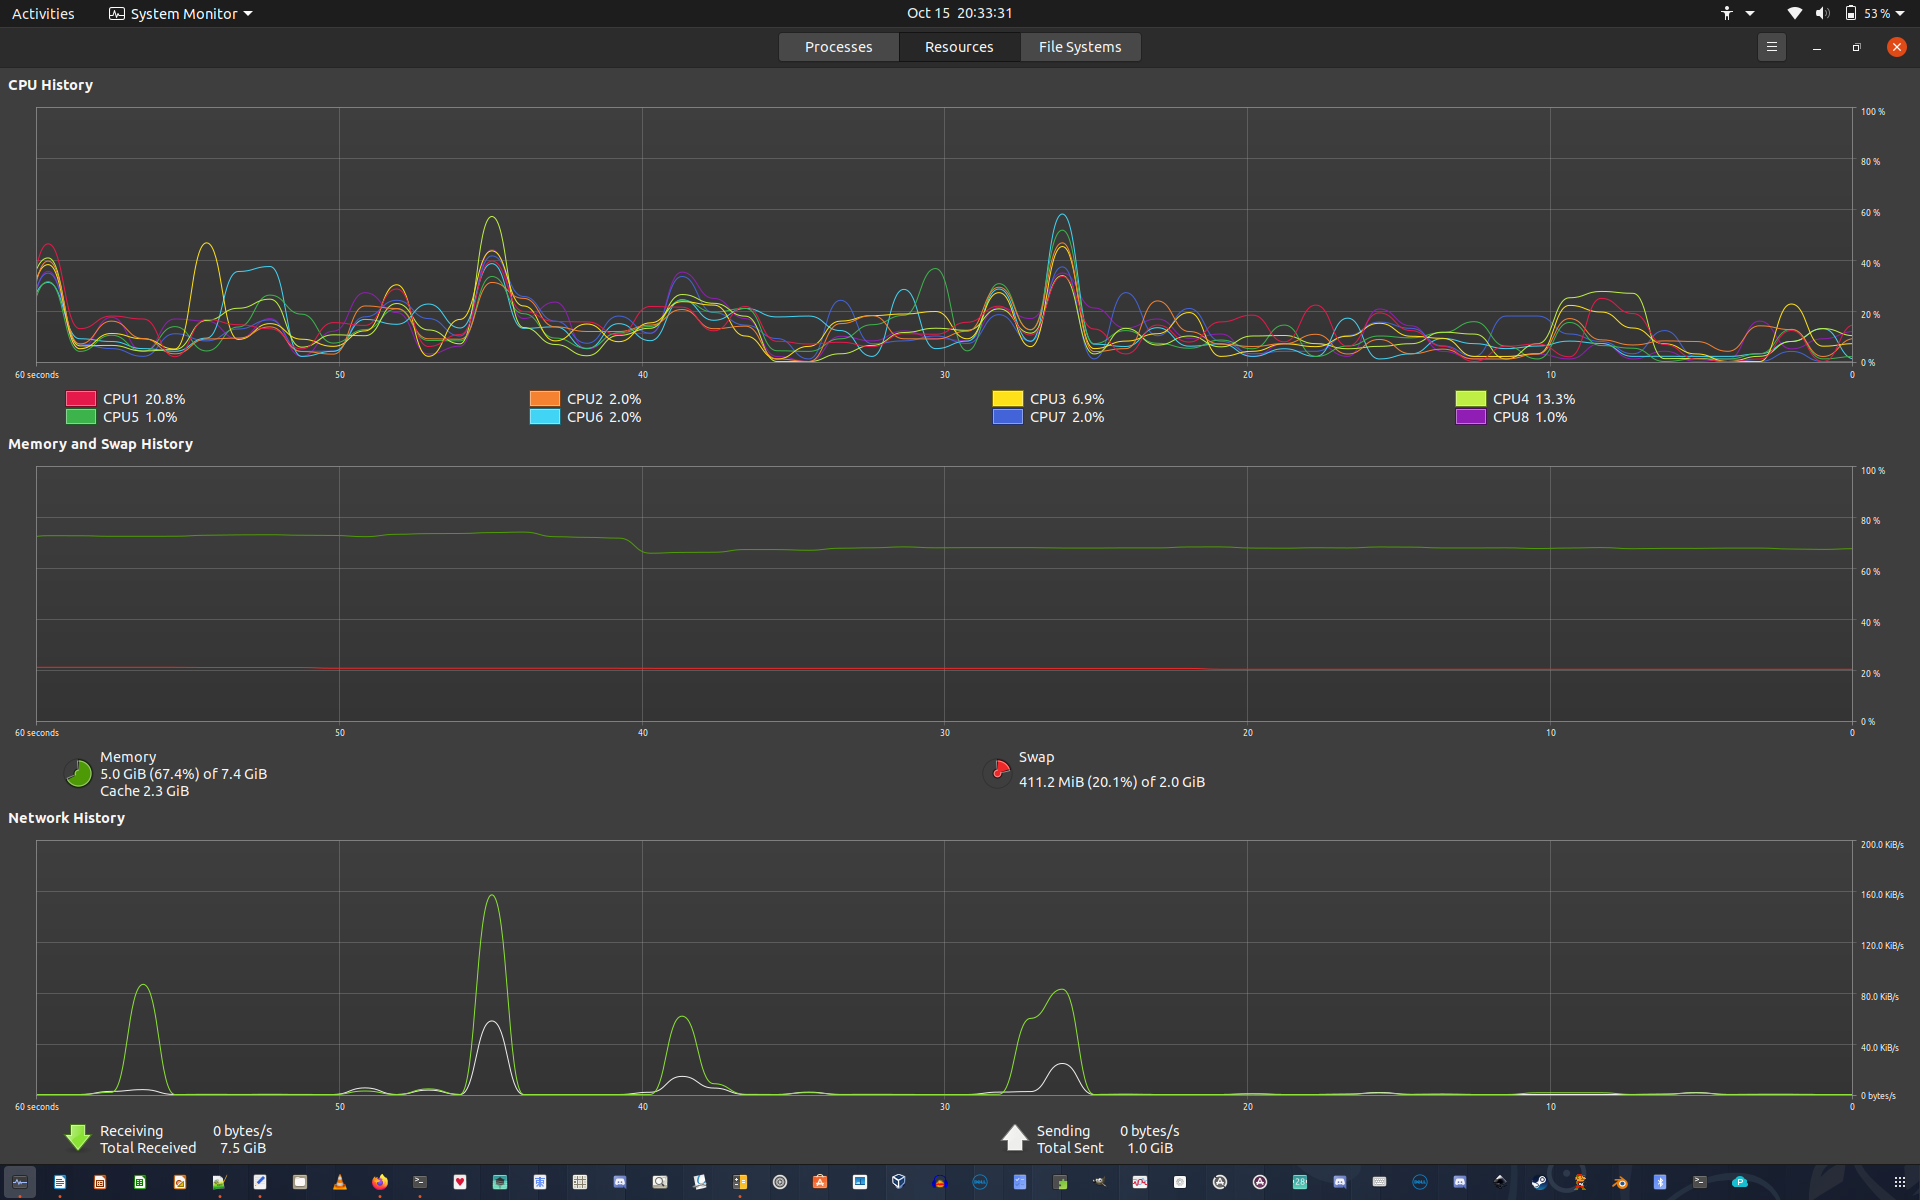 Activities
System Monitor
Oct 15 20:33:31
53 %
Processes
Resources
File Systems
CPU History
100 %
80 %
60 %
40 %
20 %
0 %
60 seconds
50
40
30
20
10
0
CPU1 20.8%
CPU2 2.0%
CPU3 6.9%
CPU4 13.3%
CPU5 1.0%
CPU6 2.0%
CPU7 2.0%
CPU8 1.0%
Memory and Swap History
100 %
80 %
60 %
40 %
20 %
0 %
60 seconds
50
40
30
20
10
0
Memory
5.0 GiB (67.4%) of 7.4 GiB
Cache 2.3 GiB
Swap
411.2 MiB (20.1%) of 2.0 GiB
Network History
200.0 KiB/s
160.0 KiB/s
120.0 KiB/s
80.0 KiB/s
40.0 KiB/s
0 bytes/s
60 seconds
50
40
30
20
10
0
Receiving 0 bytes/s
Total Received 7.5 GiB
Sending 0 bytes/s
Total Sent 1.0 GiB